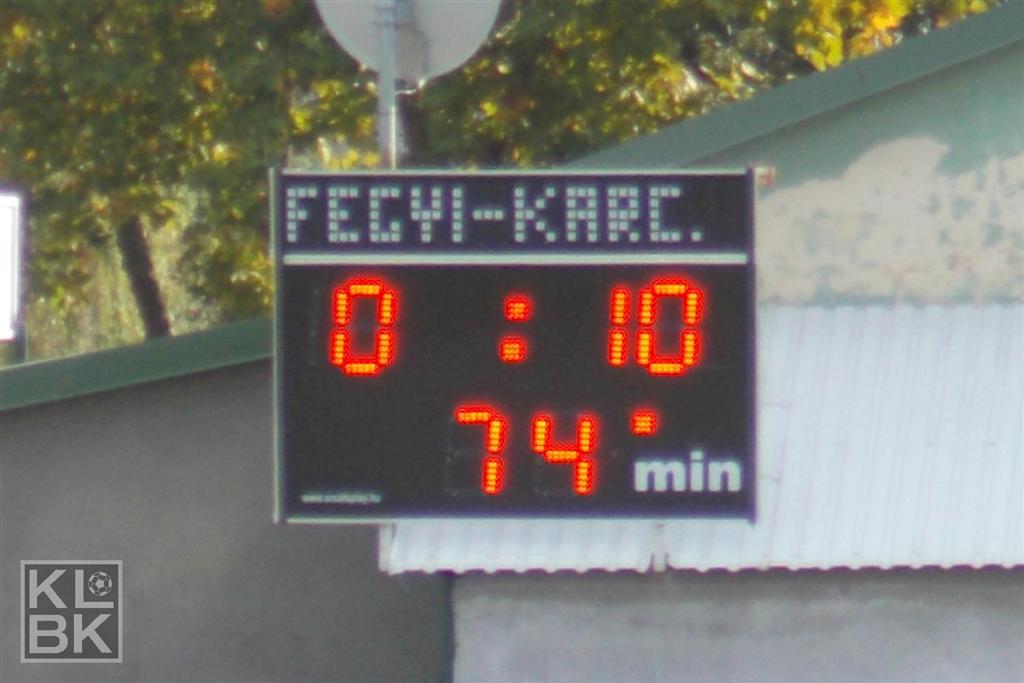 FEGYI-KARC.
0 : 10
74'
min
KL
BK